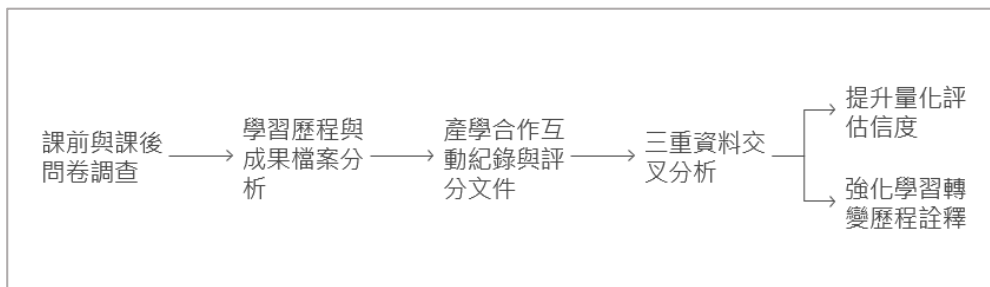 課前與課後
問卷調查
學習歷程與
成果檔案分
析
產學合作互
動紀錄與評
分文件
三重資料交
叉分析
提升量化評
估信度
強化學習轉
變歷程詮釋